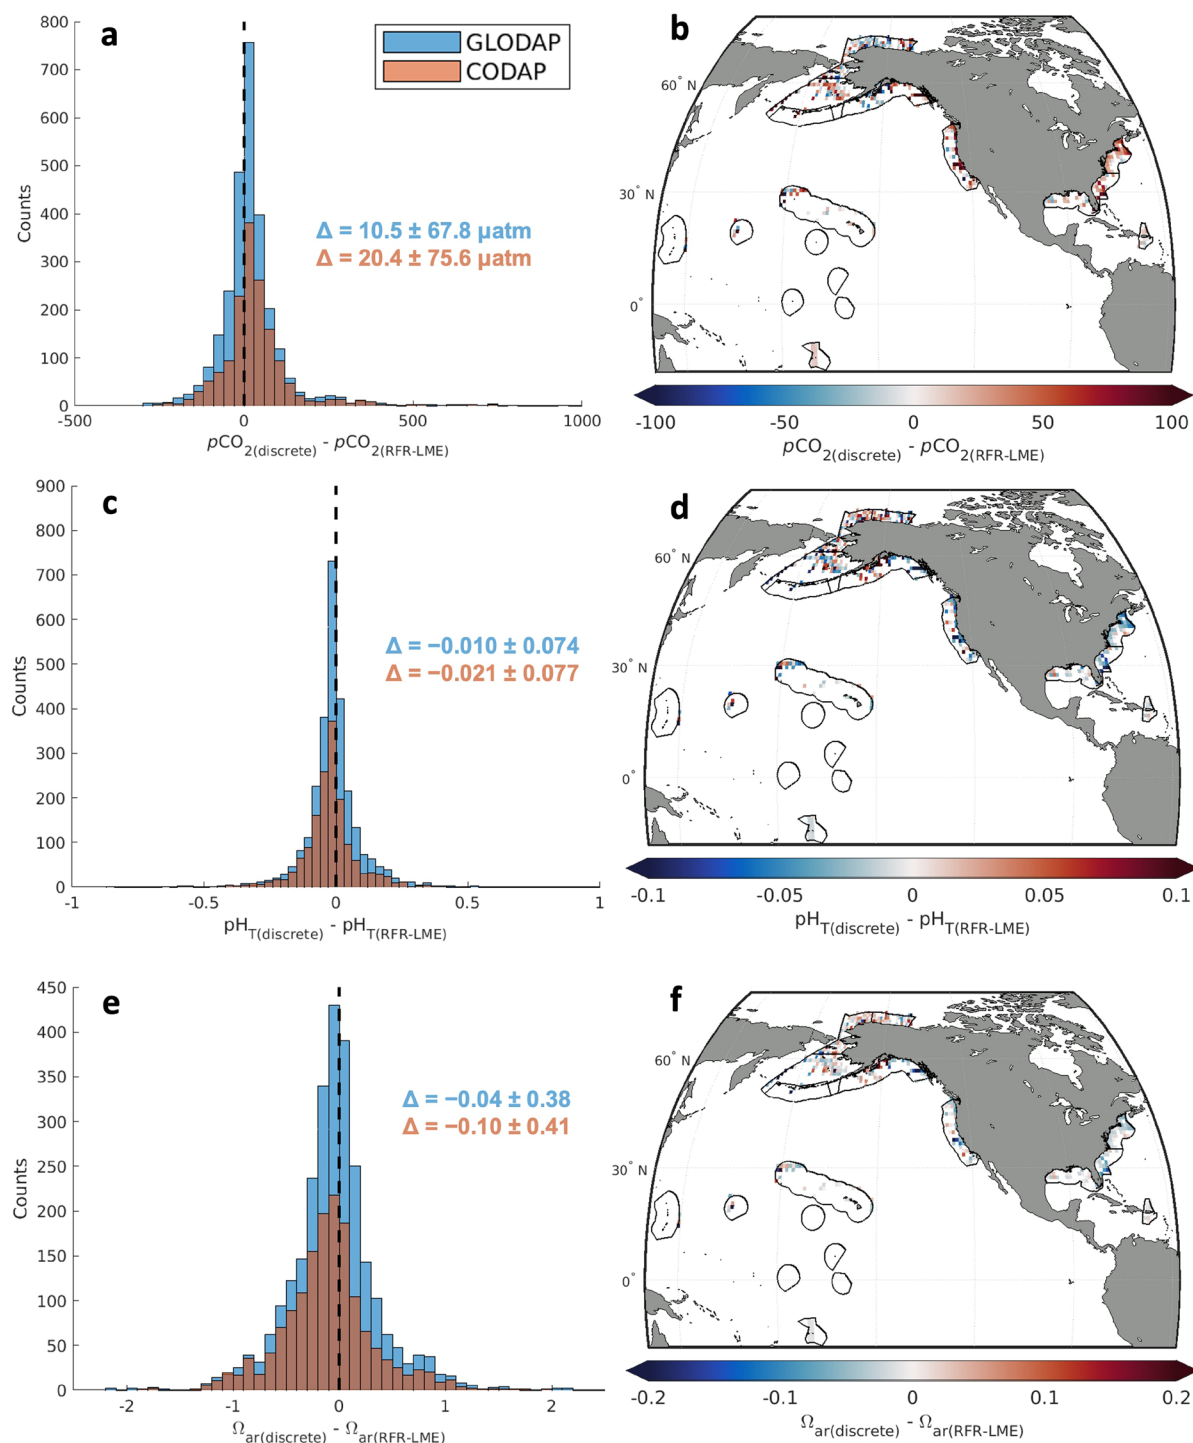 a
GLODAP
CODAP
800
700
600
500
400
300
200
100
0
Counts
Δ = 10.5 ± 67.8 µatm
Δ = 20.4 ± 75.6 µatm
-500
0
500
1000
pCO2(discrete) - pCO2(RFR-LME)
b
60° N
30° N
0°
-100
-50
0
50
100
pCO2(discrete) - pCO2(RFR-LME)
c
900
800
700
600
500
400
300
200
100
0
Counts
Δ = −0.010 ± 0.074
Δ = −0.021 ± 0.077
-1
-0.5
0
0.5
1
pHT(discrete) - pHT(RFR-LME)
d
60° N
30° N
0°
-0.1
-0.05
0
0.05
0.1
pHT(discrete) - pHT(RFR-LME)
e
450
400
350
300
250
200
150
100
50
0
Counts
Δ = −0.04 ± 0.38
Δ = −0.10 ± 0.41
-2
-1
0
1
2
Ωar(discrete) - Ωar(RFR-LME)
f
60° N
30° N
0°
-0.2
-0.1
0
0.1
0.2
Ωar(discrete) - Ωar(RFR-LME)